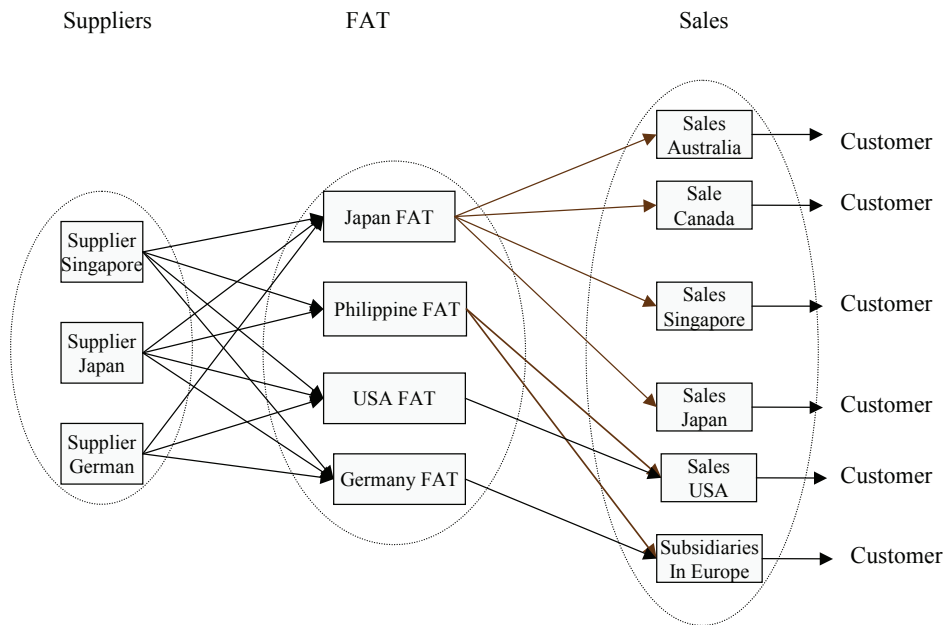 Suppliers
FAT
Sales
Supplier
Singapore
Supplier
Japan
Supplier
German
Japan FAT
Philippine FAT
USA FAT
Germany FAT
Sales
Australia
Customer
Sale
Canada
Customer
Sales
Singapore
Customer
Sales
Japan
Customer
Sales
USA
Customer
Subsidiaries
In Europe
Customer